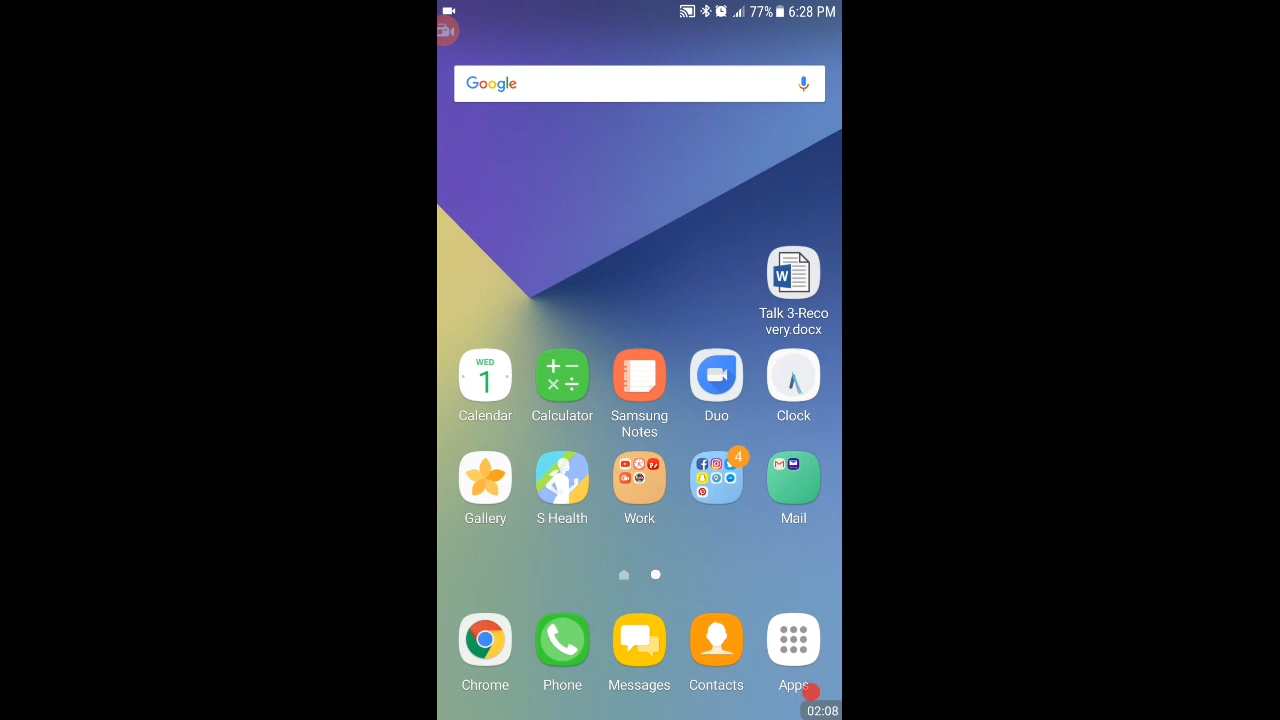 77% 6:28 PM
Google
W
Talk 3-Reco
very.docx
WED
1
Calendar
Calculator
Samsung
Notes
Duo
Clock
4
Gallery
S Health
Work
Mail
Chrome
Phone
Messages
Contacts
Apps
02:08